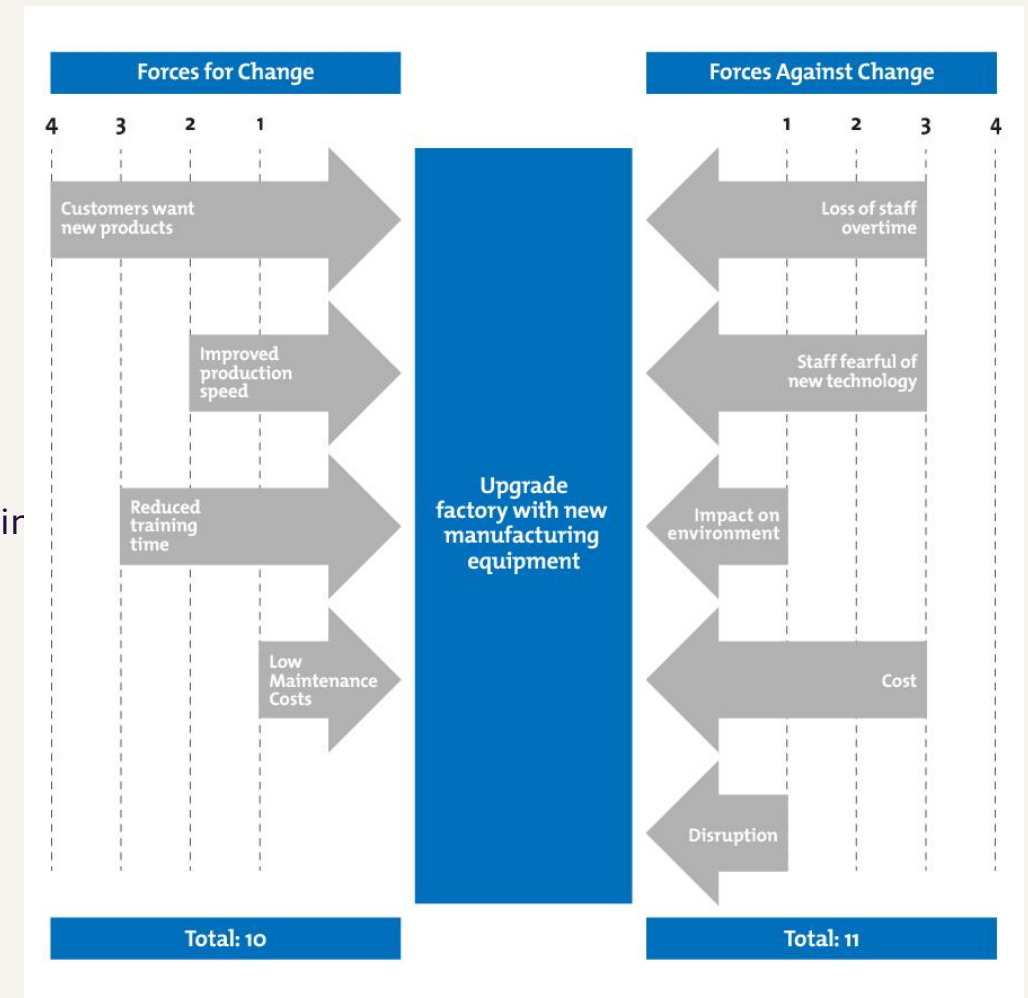 Forces for Change
4 3 2 1
Customers want
new products
Improved
production
speed
Reduced
training
time
Low
Maintenance
Costs
Total: 10
Upgrade
factory with new
manufacturing
equipment
Forces Against Change
1 2 3 4
Loss of staff
overtime
Staff fearful of
new technology
Impact on
environment
Cost
Disruption
Total: 11